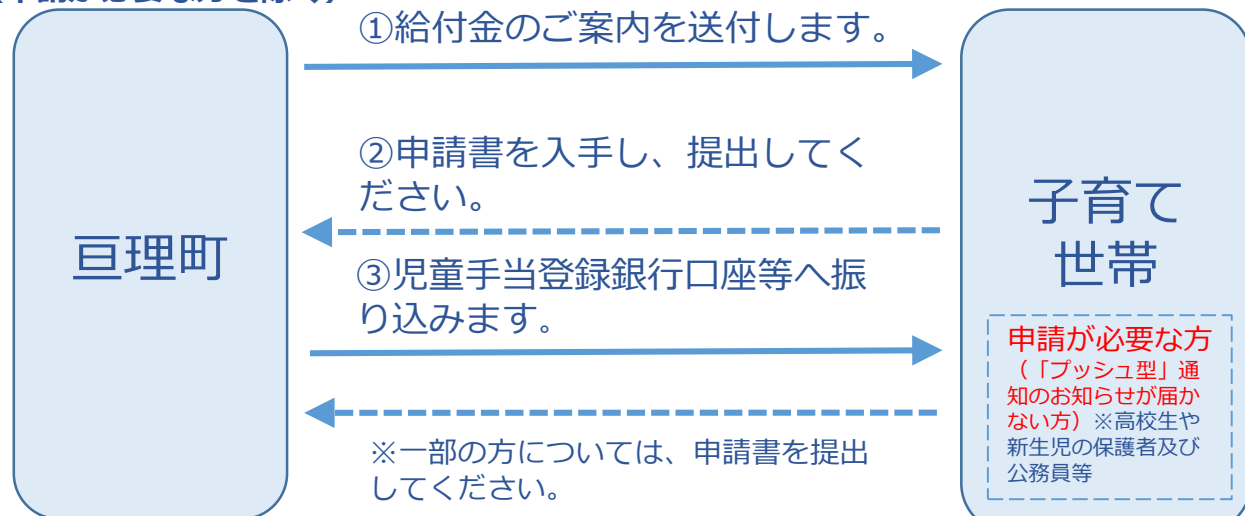 ①給付金のご案内を送付します。
②申請書を入手し、提出してく
ださい。
亘理町
③児童手当登録銀行口座等へ振
り込みます。
※一部の方については、申請書を提出
してください。
子育て
世帯
申請が必要な方
（「プッシュ型」通
知のお知らせが届か
ない方）※高校生や
新生児の保護者及び
公務員等